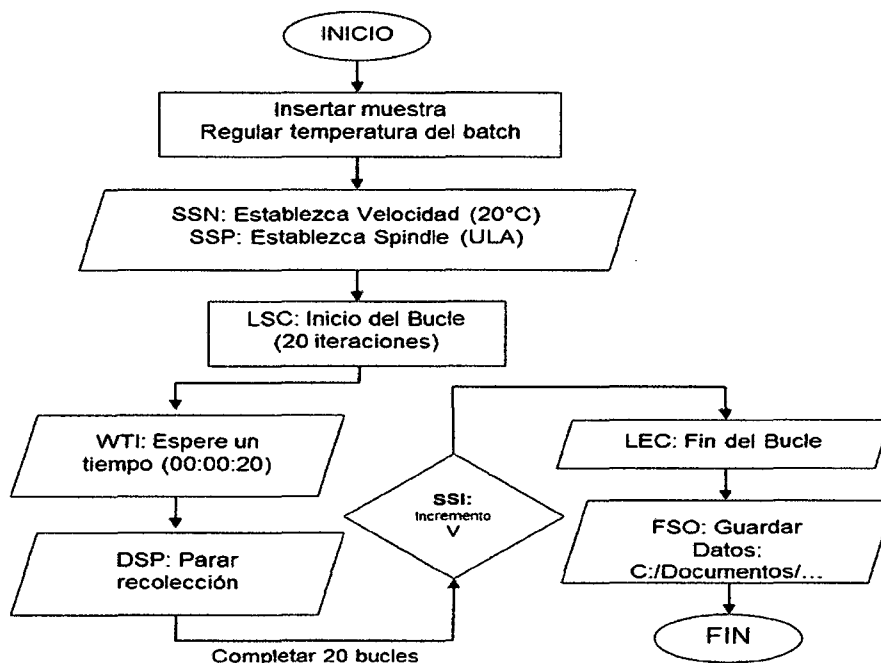 INICIO
Insertar muestra
Regular temperatura del batch
SSN: Establezca Velocidad (20°C)
SSP: Establezca Spindle (ULA)
LSC: Inicio del Bucle
(20 iteraciones)
WTI: Espere un
tiempo (00:00:20)
DSP: Parar
recolección
Completar 20 bucles
SSI:
Incremento
V
LEC: Fin del Bucle
FSO: Guardar
Datos:
C:/Documentos/...
FIN